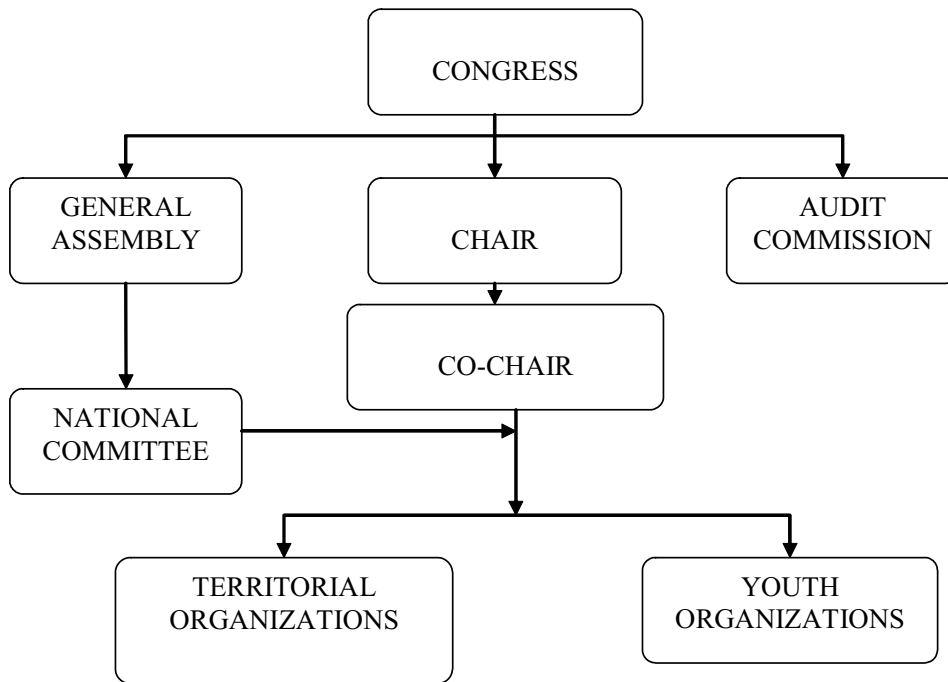 CONGRESS
GENERAL
ASSEMBLY
CHAIR
AUDIT
COMMISSION
CO-CHAIR
NATIONAL
COMMITTEE
TERRITORIAL
ORGANIZATIONS
YOUTH
ORGANIZATIONS